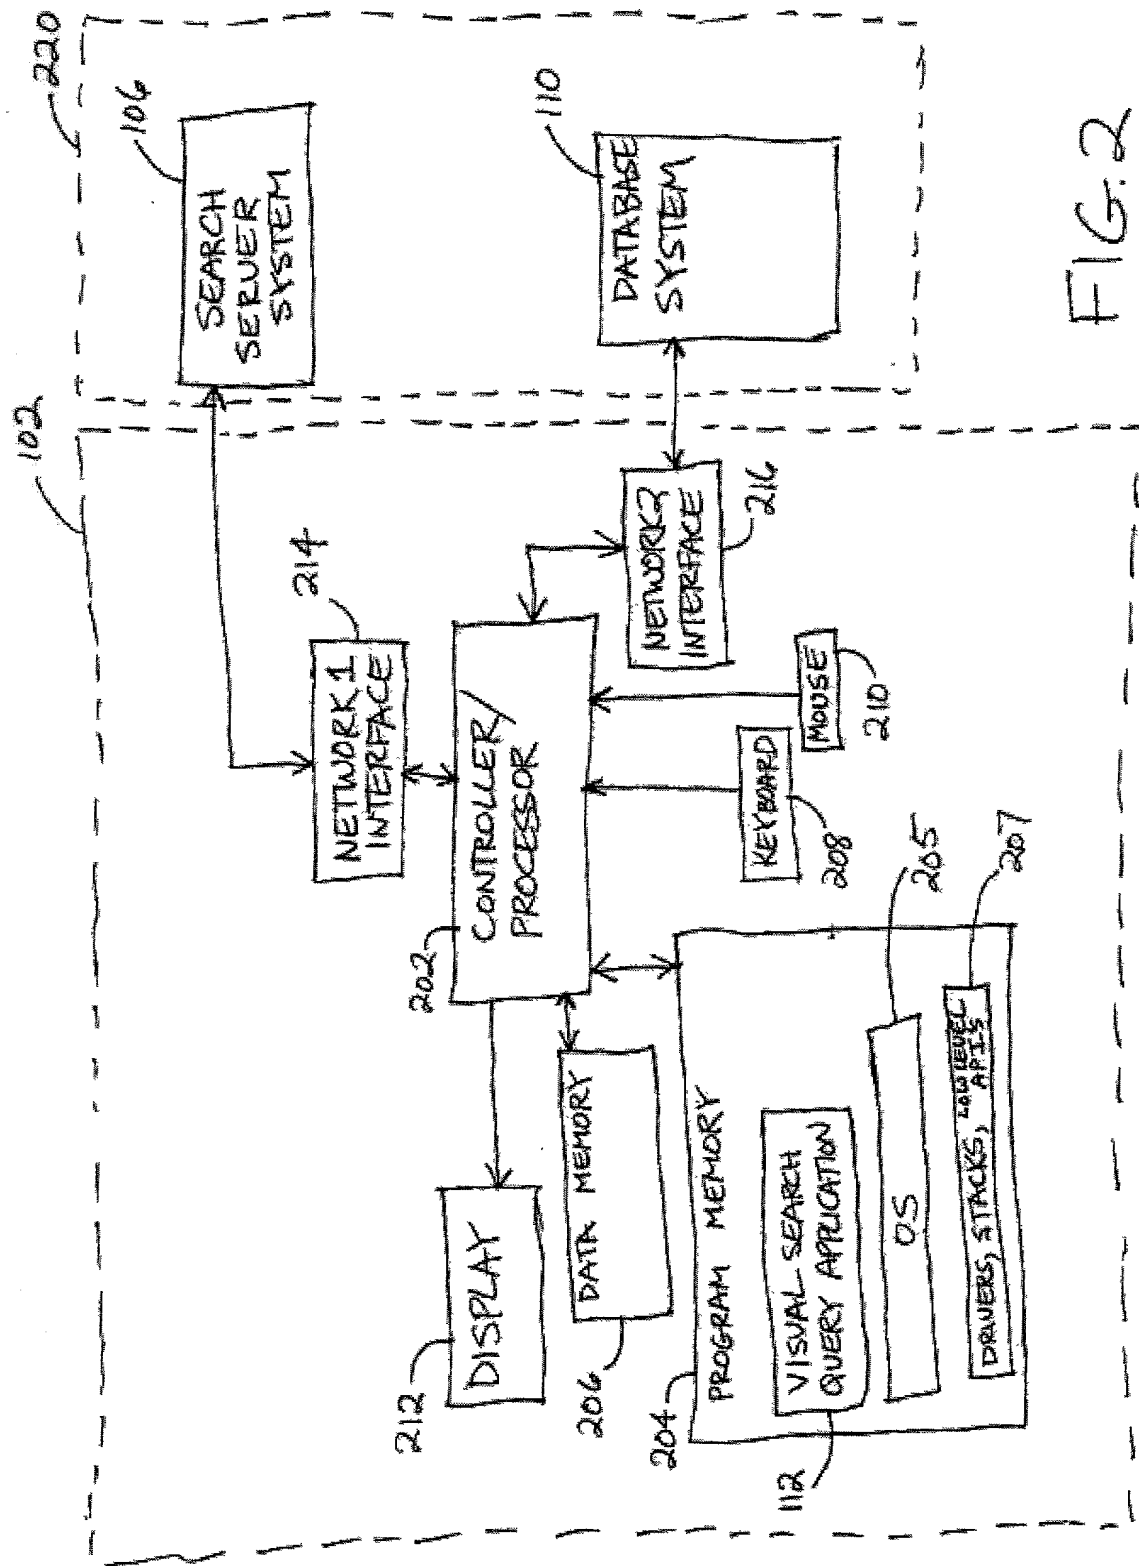 102
220
SEARCH
SERVER
SYSTEM
106
DATABASE
SYSTEM
110
NETWORK 1
INTERFACE
214
NETWORK2
INTERFACE
216
202
CONTROLLER/
PROCESSOR
212
DISPLAY
DATA MEMORY
206
KEYBOARD
208
MOUSE
210
204
PROGRAM MEMORY
VISUAL SEARCH
QUERY APPLICATION
112
OS
205
DRIVERS, STACKS, LOW LEVEL
APIS
207
FIG. 2